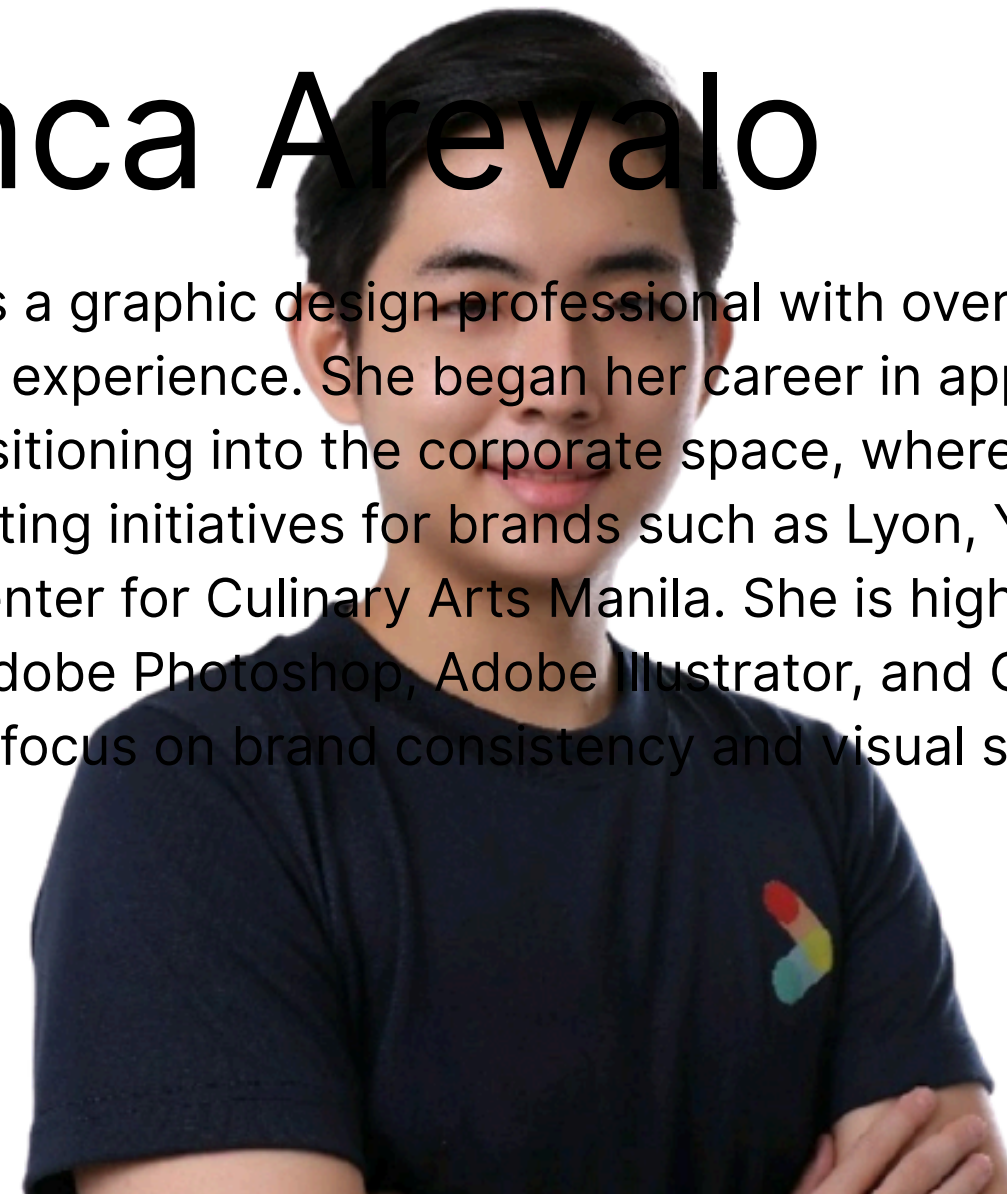 nca Arevalo
s a graphic design professional with over
experience. She began her career in app
sitioning into the corporate space, where
ting initiatives for brands such as Lyon, Y
enter for Culinary Arts Manila. She is high
dobe Photoshop, Adobe Illustrator, and C
focus on brand consistency and visual s